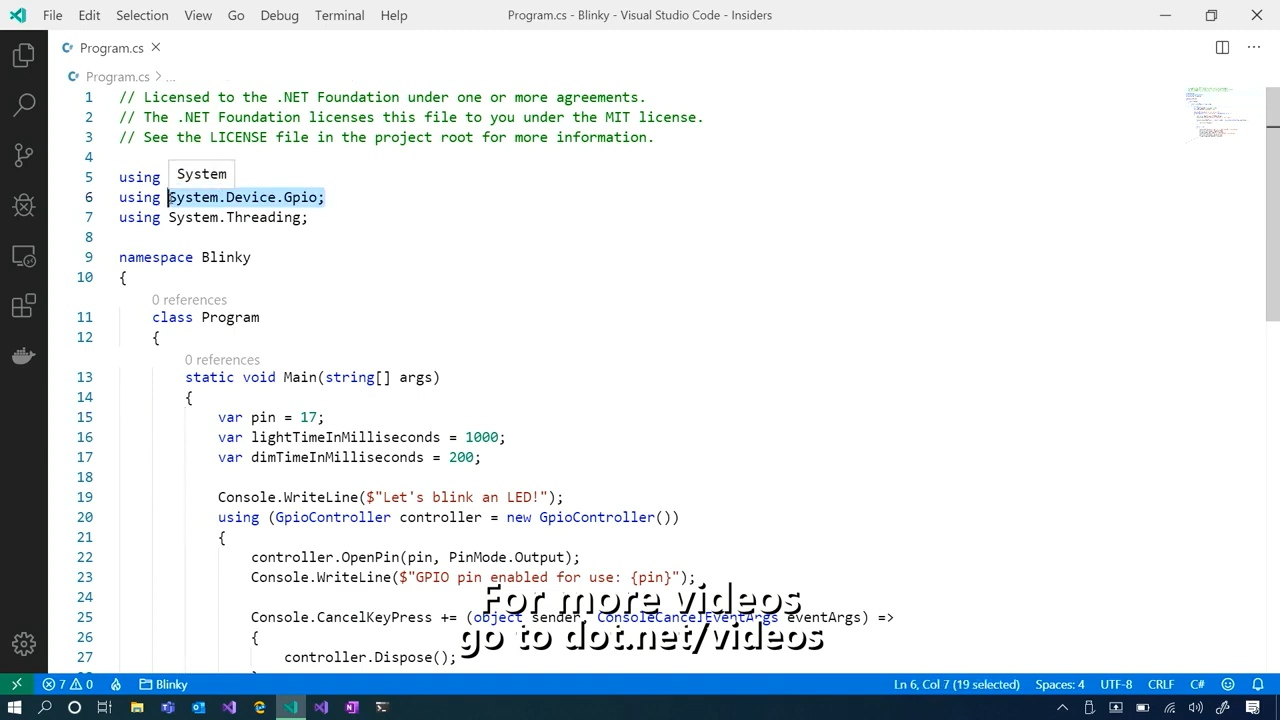 File Edit Selection View Go Debug Terminal Help Program.cs - Blinky - Visual Studio Code - Insiders
Program.cs
Program.cs > ...
1 // Licensed to the .NET Foundation under one or more agreements.
2 // The .NET Foundation licenses this file to you under the MIT license.
3 // See the LICENSE file in the project root for more information.
4
System
5 using
6 using System.Device.Gpio;
7 using System.Threading;
8
9 namespace Blinky
10 {
0 references
11 class Program
12 {
0 references
13 static void Main(string[] args)
14 {
15 var pin = 17;
16 var lightTimeInMilliseconds = 1000;
17 var dimTimeInMilliseconds = 200;
18
19 Console.WriteLine($"Let's blink an LED!");
20 using (GpioController controller = new GpioController())
21 {
22 controller.OpenPin(pin, PinMode.Output);
23 Console.WriteLine($"GPIO pin enabled for use: {pin}");
24
25 Console.CancelKeyPress += (object sender, ConsoleCancelEventArgs eventArgs) =>
26 {
27 controller.Dispose();
For more videos
go to dot.net/videos
7 0 Blinky Ln 6, Col 7 (19 selected) Spaces: 4 UTF-8 CRLF C#